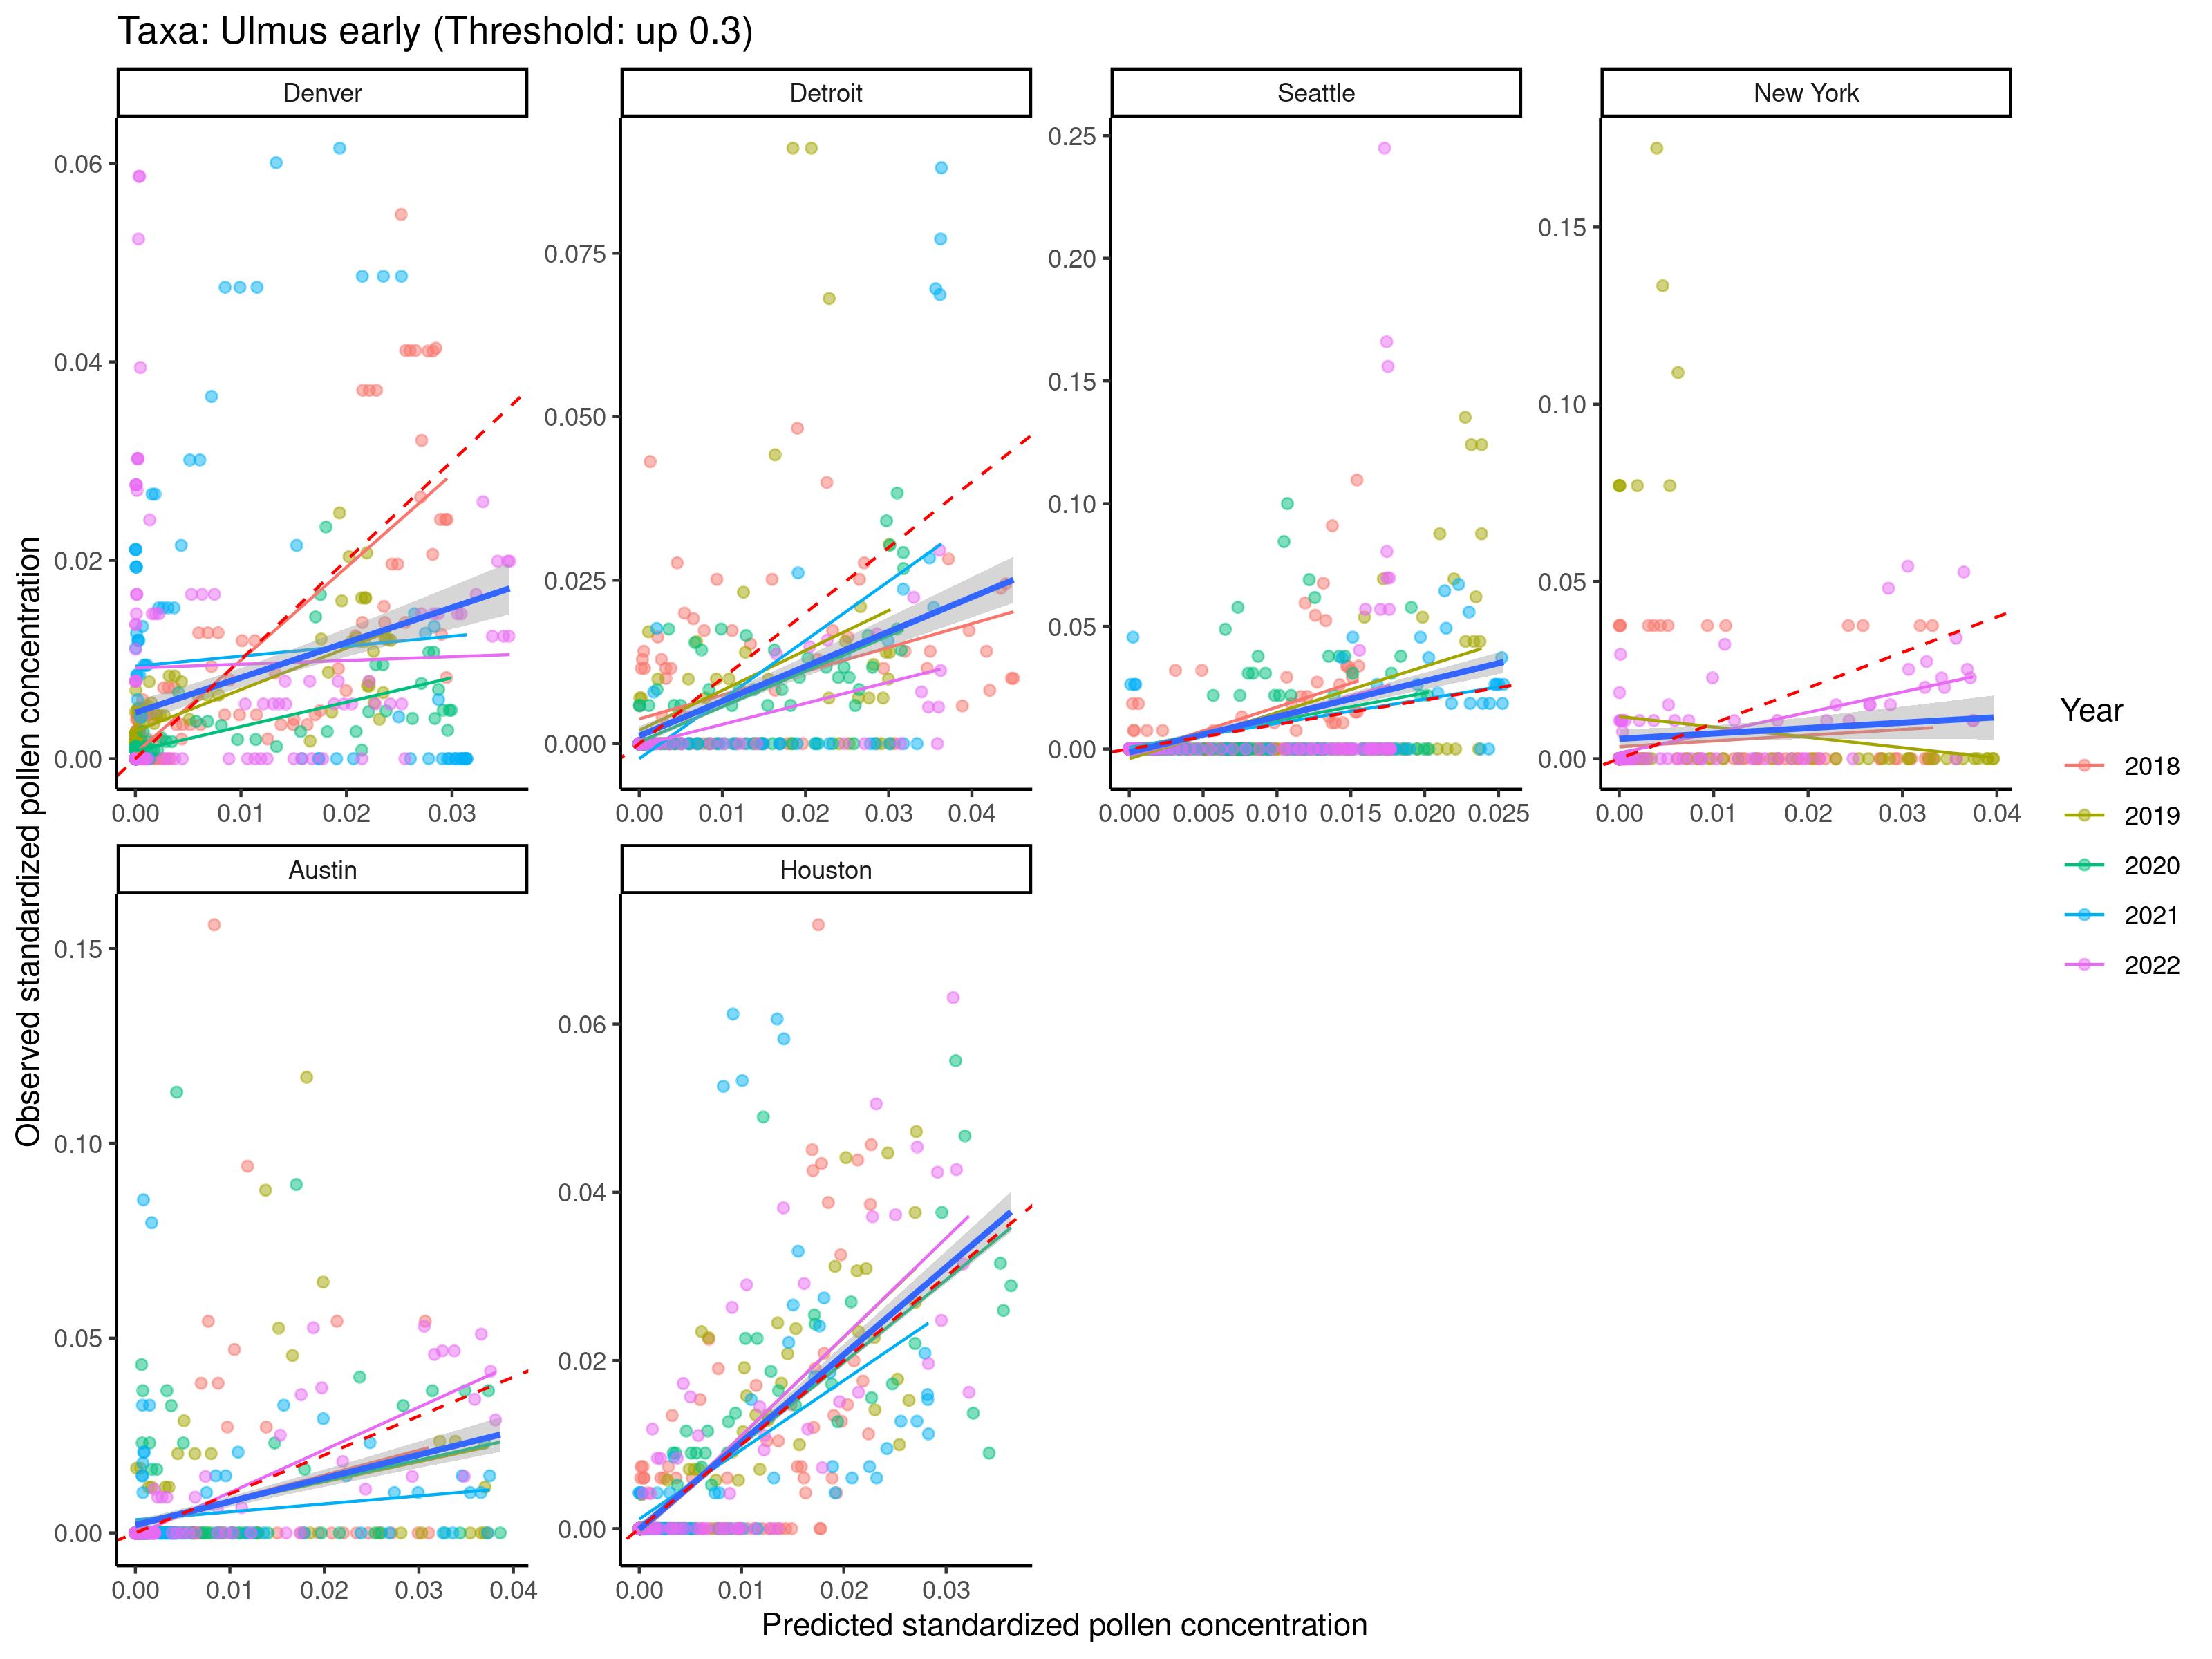 Taxa: Ulmus early (Threshold: up 0.3)
Denver
Detroit
Seattle
New York
0.06
0.04
0.02
0.00
0.075
0.050
0.025
0.000
0.25
0.20
0.15
0.10
0.05
0.00
0.15
0.10
0.05
0.00
0.00 0.01 0.02 0.03
0.00 0.01 0.02 0.03 0.04
0.000 0.005 0.010 0.015 0.020 0.025
0.00 0.01 0.02 0.03 0.04
Austin
Houston
0.15
0.10
0.05
0.00
0.06
0.04
0.02
0.00
0.00 0.01 0.02 0.03 0.04
0.00 0.01 0.02 0.03
Predicted standardized pollen concentration
Observed standardized pollen concentration
Year
2018
2019
2020
2021
2022